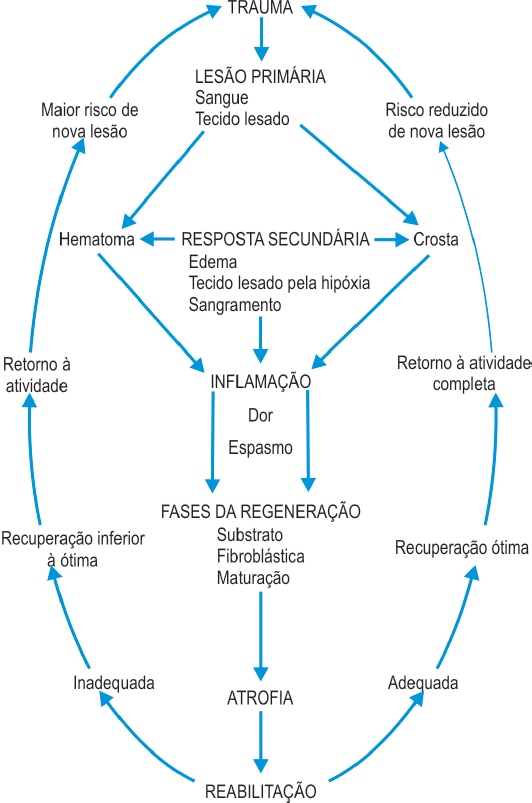 TRAUMA
LESÃO PRIMÁRIA
Sangue
Tecido lesado
Maior risco de
nova lesão
Risco reduzido
de nova lesão
Hematoma
RESPOSTA SECUNDÁRIA
Crosta
Edema
Tecido lesado pela hipóxia
Sangramento
Retorno à
atividade
INFLAMAÇÃO
Dor
Espasmo
Retorno à atividade
completa
FASES DA REGENERAÇÃO
Substrato
Fibroblástica
Maturação
Recuperação inferior
à ótima
Recuperação ótima
Inadequada
ATROFIA
Adequada
REABILITAÇÃO